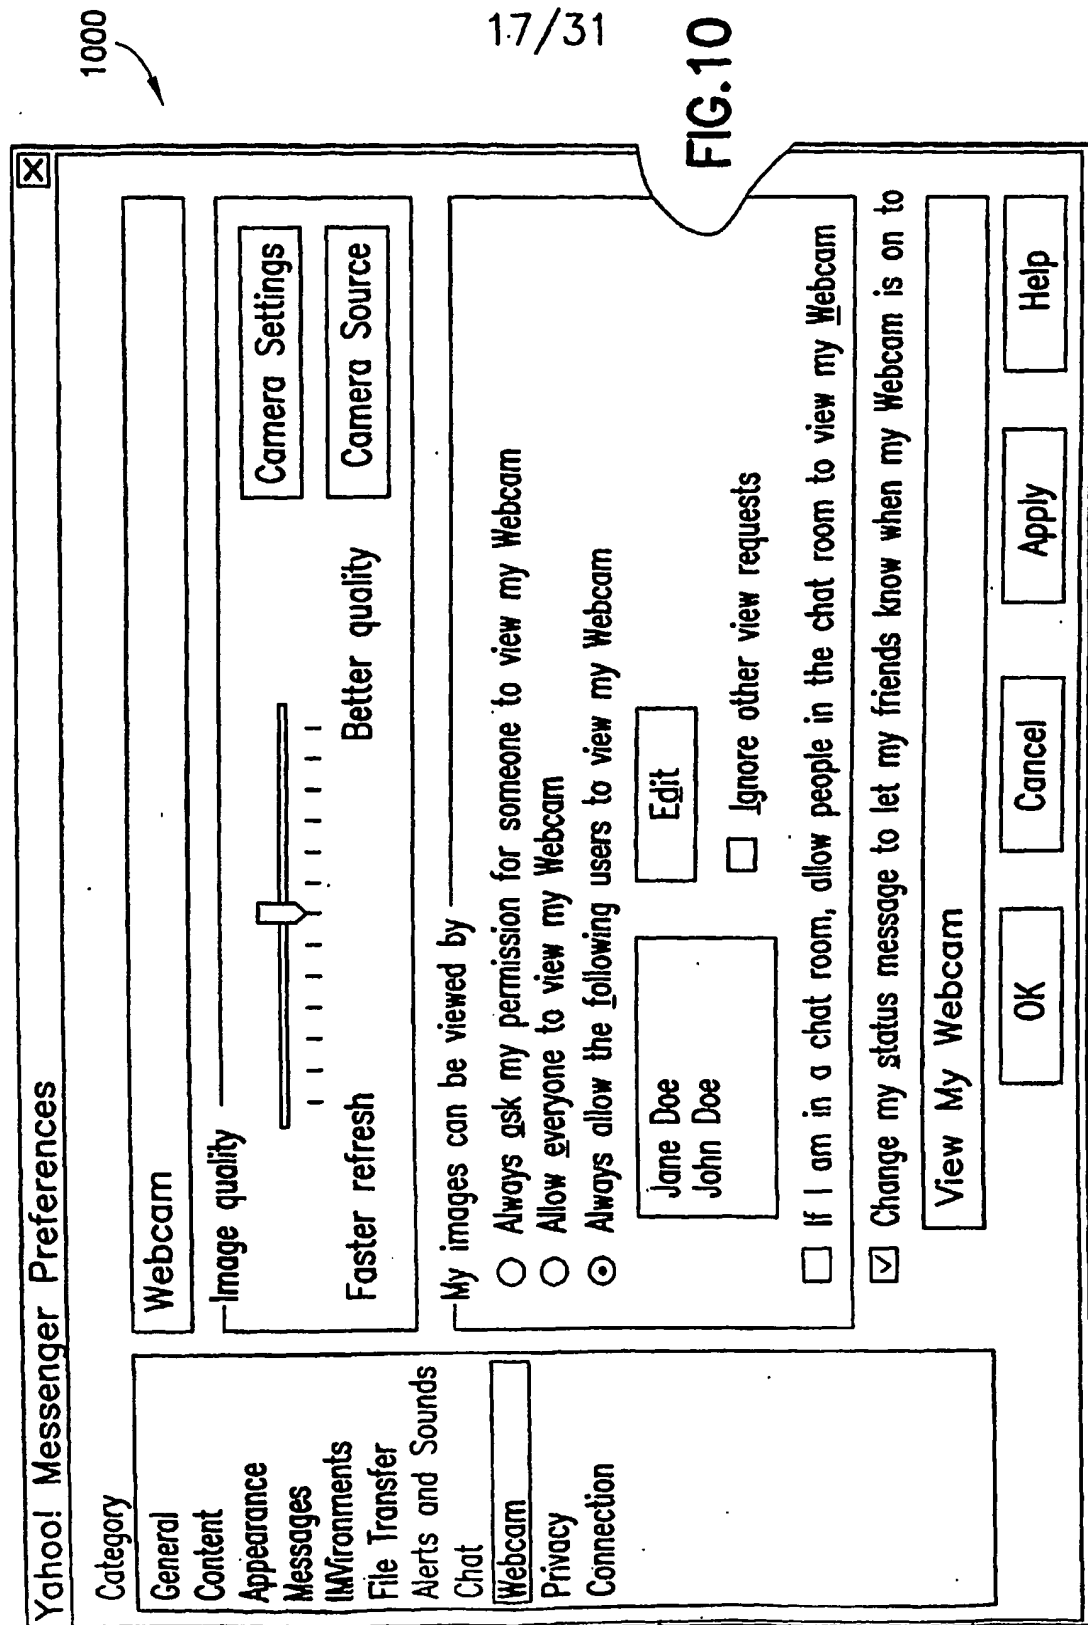 17/31
1000
Yahoo! Messenger Preferences
Category
General
Content
Appearance
Messages
IMVironments
File Transfer
Alerts and Sounds
Chat
Webcam
Privacy
Connection
Webcam
Image quality
Faster refresh
Better quality
Camera Settings
Camera Source
My images can be viewed by
Always ask my permission for someone to view my Webcam
Allow everyone to view my Webcam
Always allow the following users to view my Webcam
Jane Doe
John Doe
Edit
Ignore other view requests
If I am in a chat room, allow people in the chat room to view my Webcam
Change my status message to let my friends know when my Webcam is on to
View My Webcam
OK
Cancel
Apply
Help
FIG.10